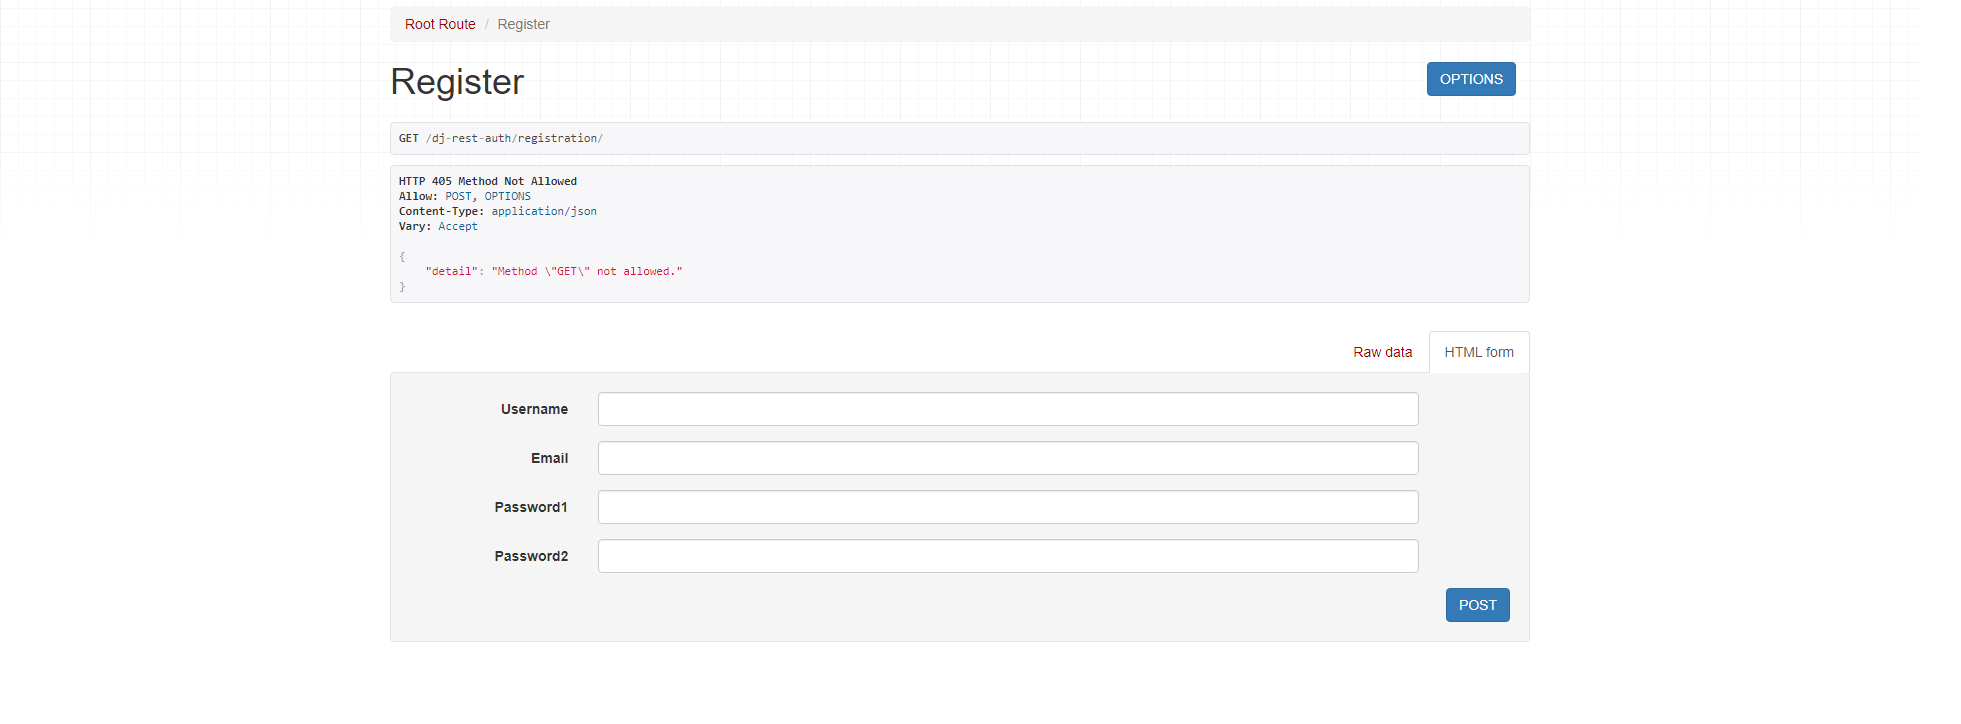 Root Route / Register
Register
OPTIONS
GET /dj-rest-auth/registration/
HTTP 405 Method Not Allowed
Allow: POST, OPTIONS
Content-Type: application/json
Vary: Accept
{
    "detail": "Method \"GET\" not allowed."
}
Raw data
HTML form
Username
Email
Password1
Password2
POST